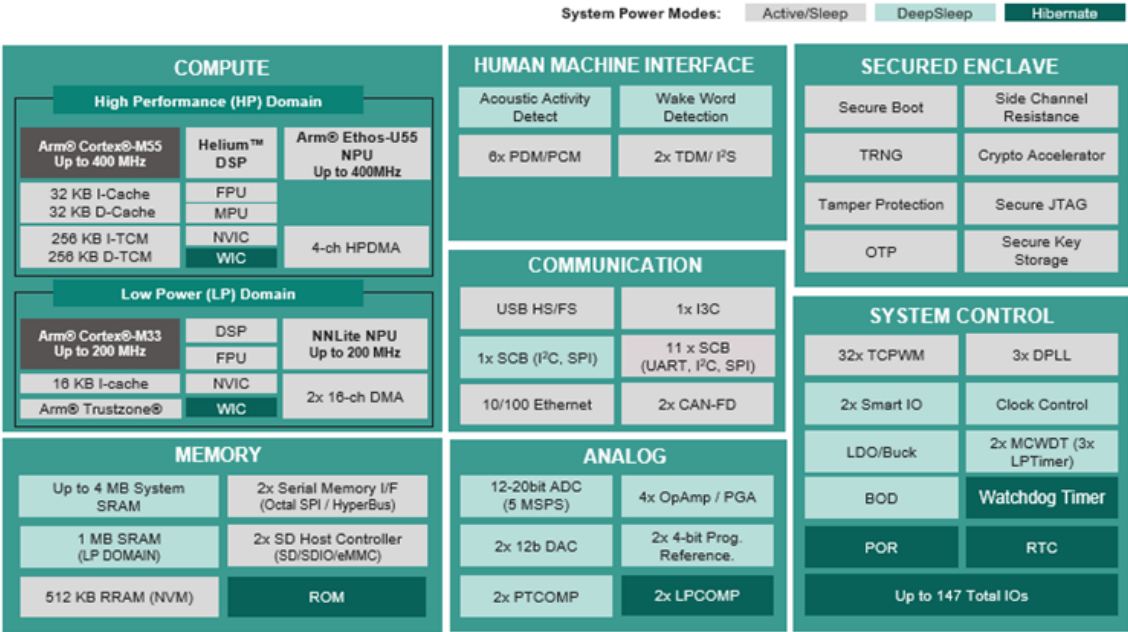 System Power Modes: Active/Sleep DeepSleep Hibernate
COMPUTE
High Performance (HP) Domain
Arm® Cortex®-M55
Up to 400 MHz
Helium™
DSP
Arm® Ethos-U55
NPU
Up to 400MHz
32 KB I-Cache
32 KB D-Cache
FPU
MPU
256 KB I-TCM
256 KB D-TCM
NVIC
WIC
4-ch HPDMA
Low Power (LP) Domain
Arm® Cortex®-M33
Up to 200 MHz
DSP
FPU
NNLite NPU
Up to 200 MHz
16 KB I-cache
NVIC
Arm® Trustzone®
WIC
2x 16-ch DMA
MEMORY
Up to 4 MB System
SRAM
2x Serial Memory I/F
(Octal SPI / HyperBus)
1 MB SRAM
(LP DOMAIN)
2x SD Host Controller
(SD/SDIO/eMMC)
512 KB RRAM (NVM)
ROM
HUMAN MACHINE INTERFACE
Acoustic Activity
Detect
Wake Word
Detection
6x PDM/PCM
2x TDM/ I²S
COMMUNICATION
USB HS/FS
1x I3C
1x SCB (I²C, SPI)
11 x SCB
(UART, I²C, SPI)
10/100 Ethernet
2x CAN-FD
ANALOG
12-20bit ADC
(5 MSPS)
4x OpAmp / PGA
2x 12b DAC
2x 4-bit Prog.
Reference.
2x PTCOMP
2x LPCOMP
SECURED ENCLAVE
Secure Boot
Side Channel
Resistance
TRNG
Crypto Accelerator
Tamper Protection
Secure JTAG
OTP
Secure Key
Storage
SYSTEM CONTROL
32x TCPWM
3x DPLL
2x Smart IO
Clock Control
LDO/Buck
2x MCWDT (3x
LPTimer)
BOD
Watchdog Timer
POR
RTC
Up to 147 Total IOs